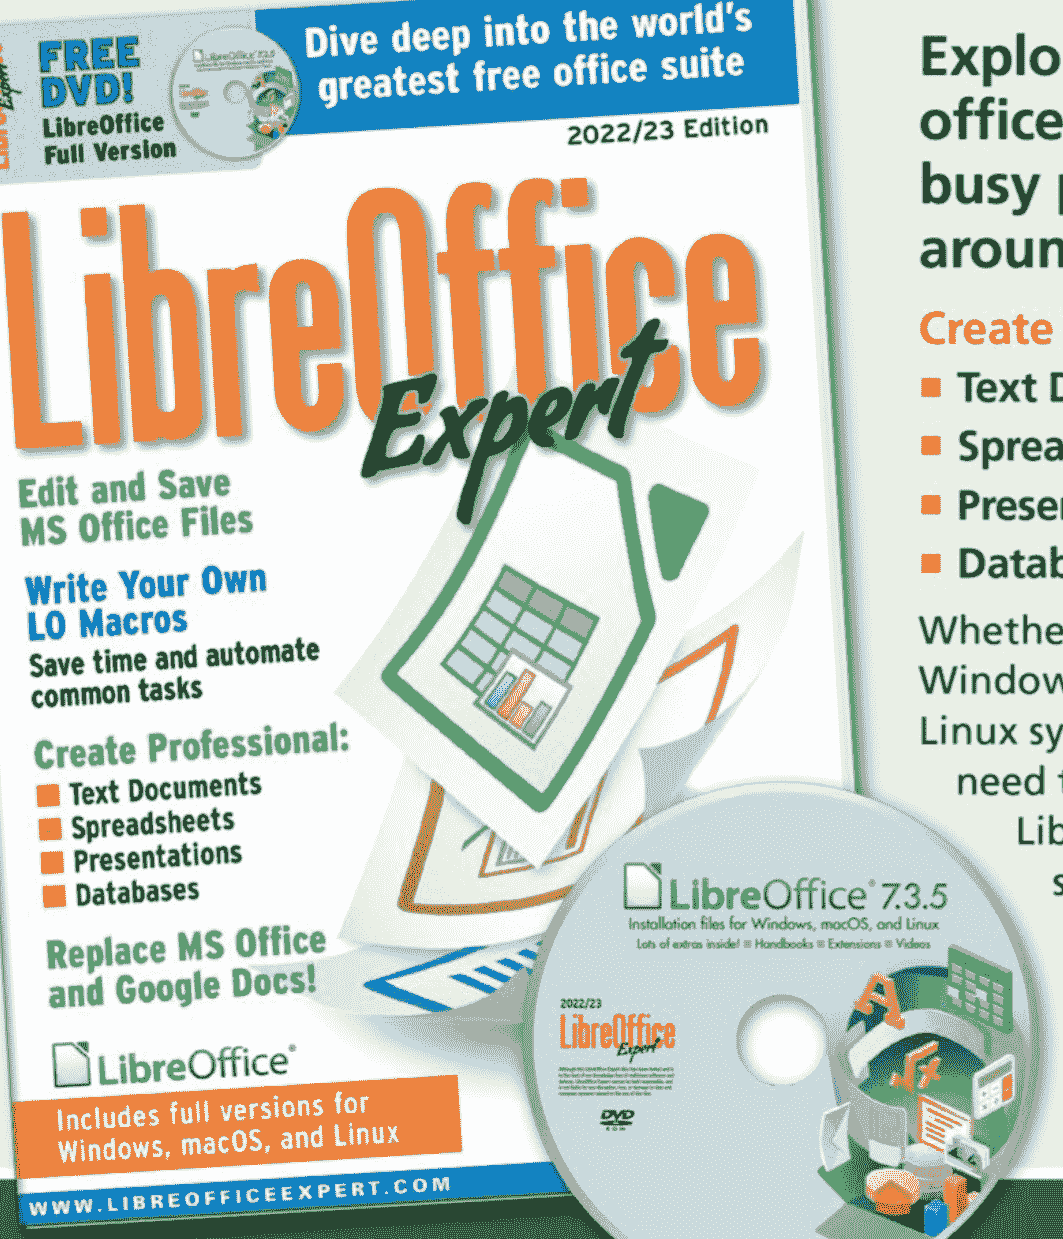 FREE
DVD!
LibreOffice
Full Version
Dive deep into the world's
greatest free office suite
2022/23 Edition
LibreOffice
Expert
Edit and Save
MS Office Files
Write Your Own
LO Macros
Save time and automate
common tasks
Create Professional:
Text Documents
Spreadsheets
Presentations
Databases
Replace MS Office
and Google Docs!
LibreOffice
Includes full versions for
Windows, macOS, and Linux
WWW.LIBREOFFICEEXPERT.COM
LibreOffice 7.3.5
Installation files for Windows, macOS, and Linux
Lots of extras inside! ■ Handbooks ■ Extensions ■ Videos
2022/23
LibreOffice
Expert
DVD
ROM
Explo
office
busy
aroun
Create
Text D
Sprea
Prese
Datab
Whethe
Window
Linux sy
need
Lib
s